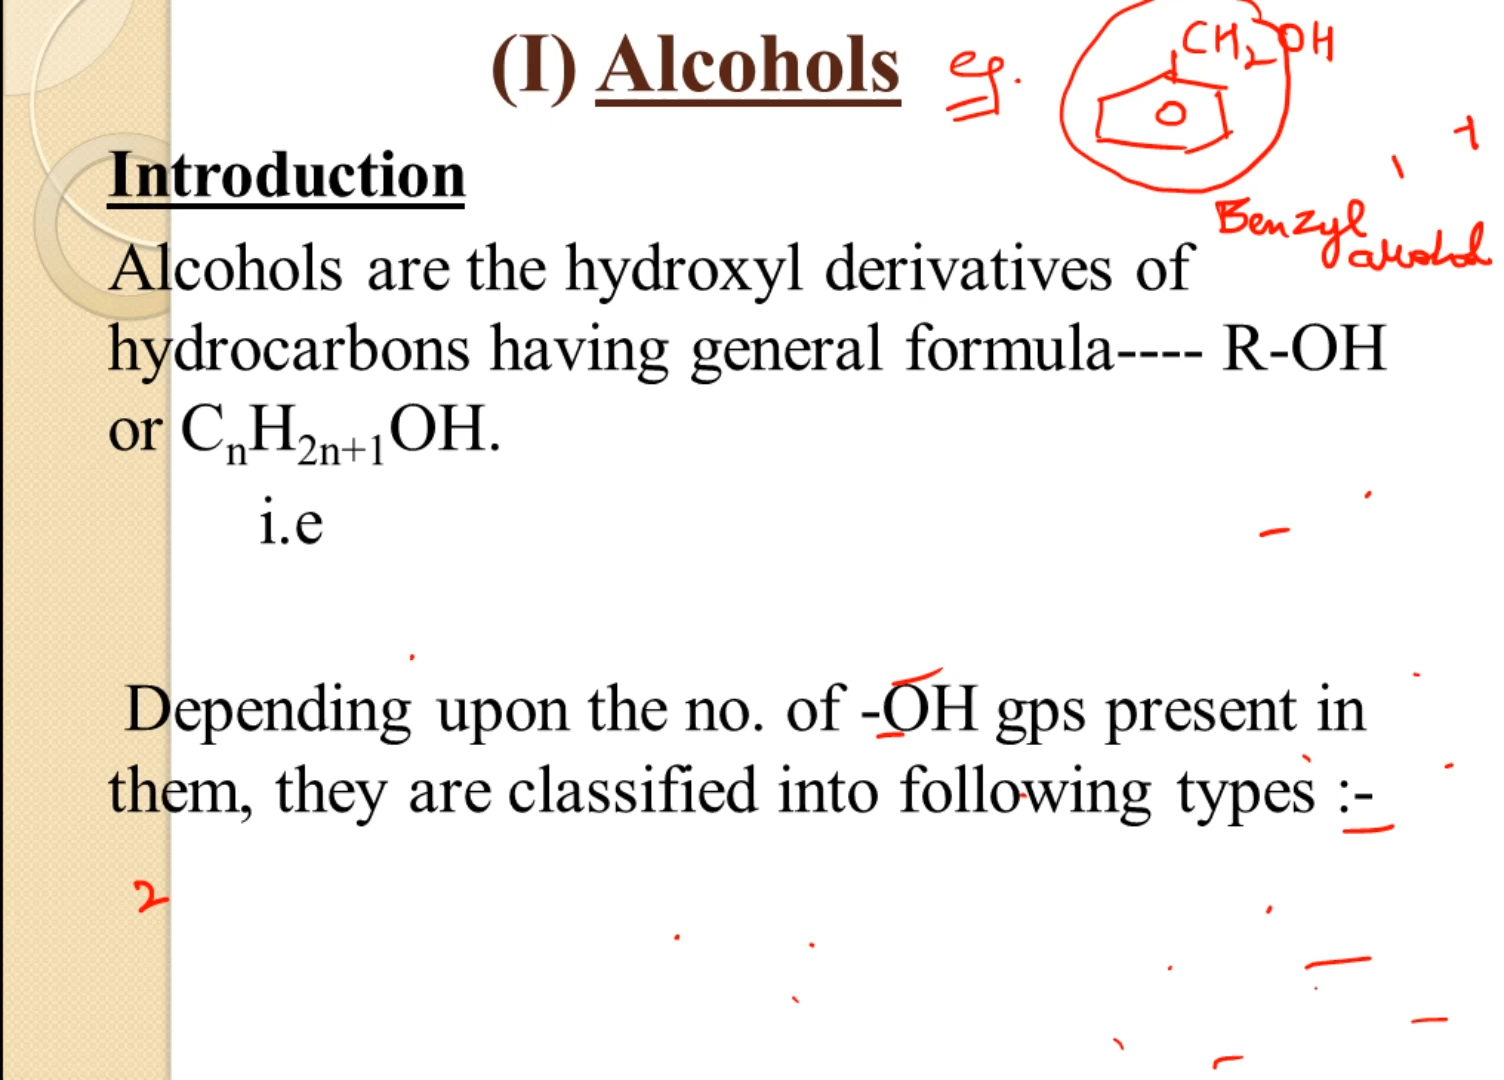 (I) Alcohols eg. CH₂OH
Benzyl
alcohol
Introduction
Alcohols are the hydroxyl derivatives of
hydrocarbons having general formula---- R-OH
or CₙH₂ₙ₊₁OH.
i.e
Depending upon the no. of -OH gps present in
them, they are classified into following types :-
2